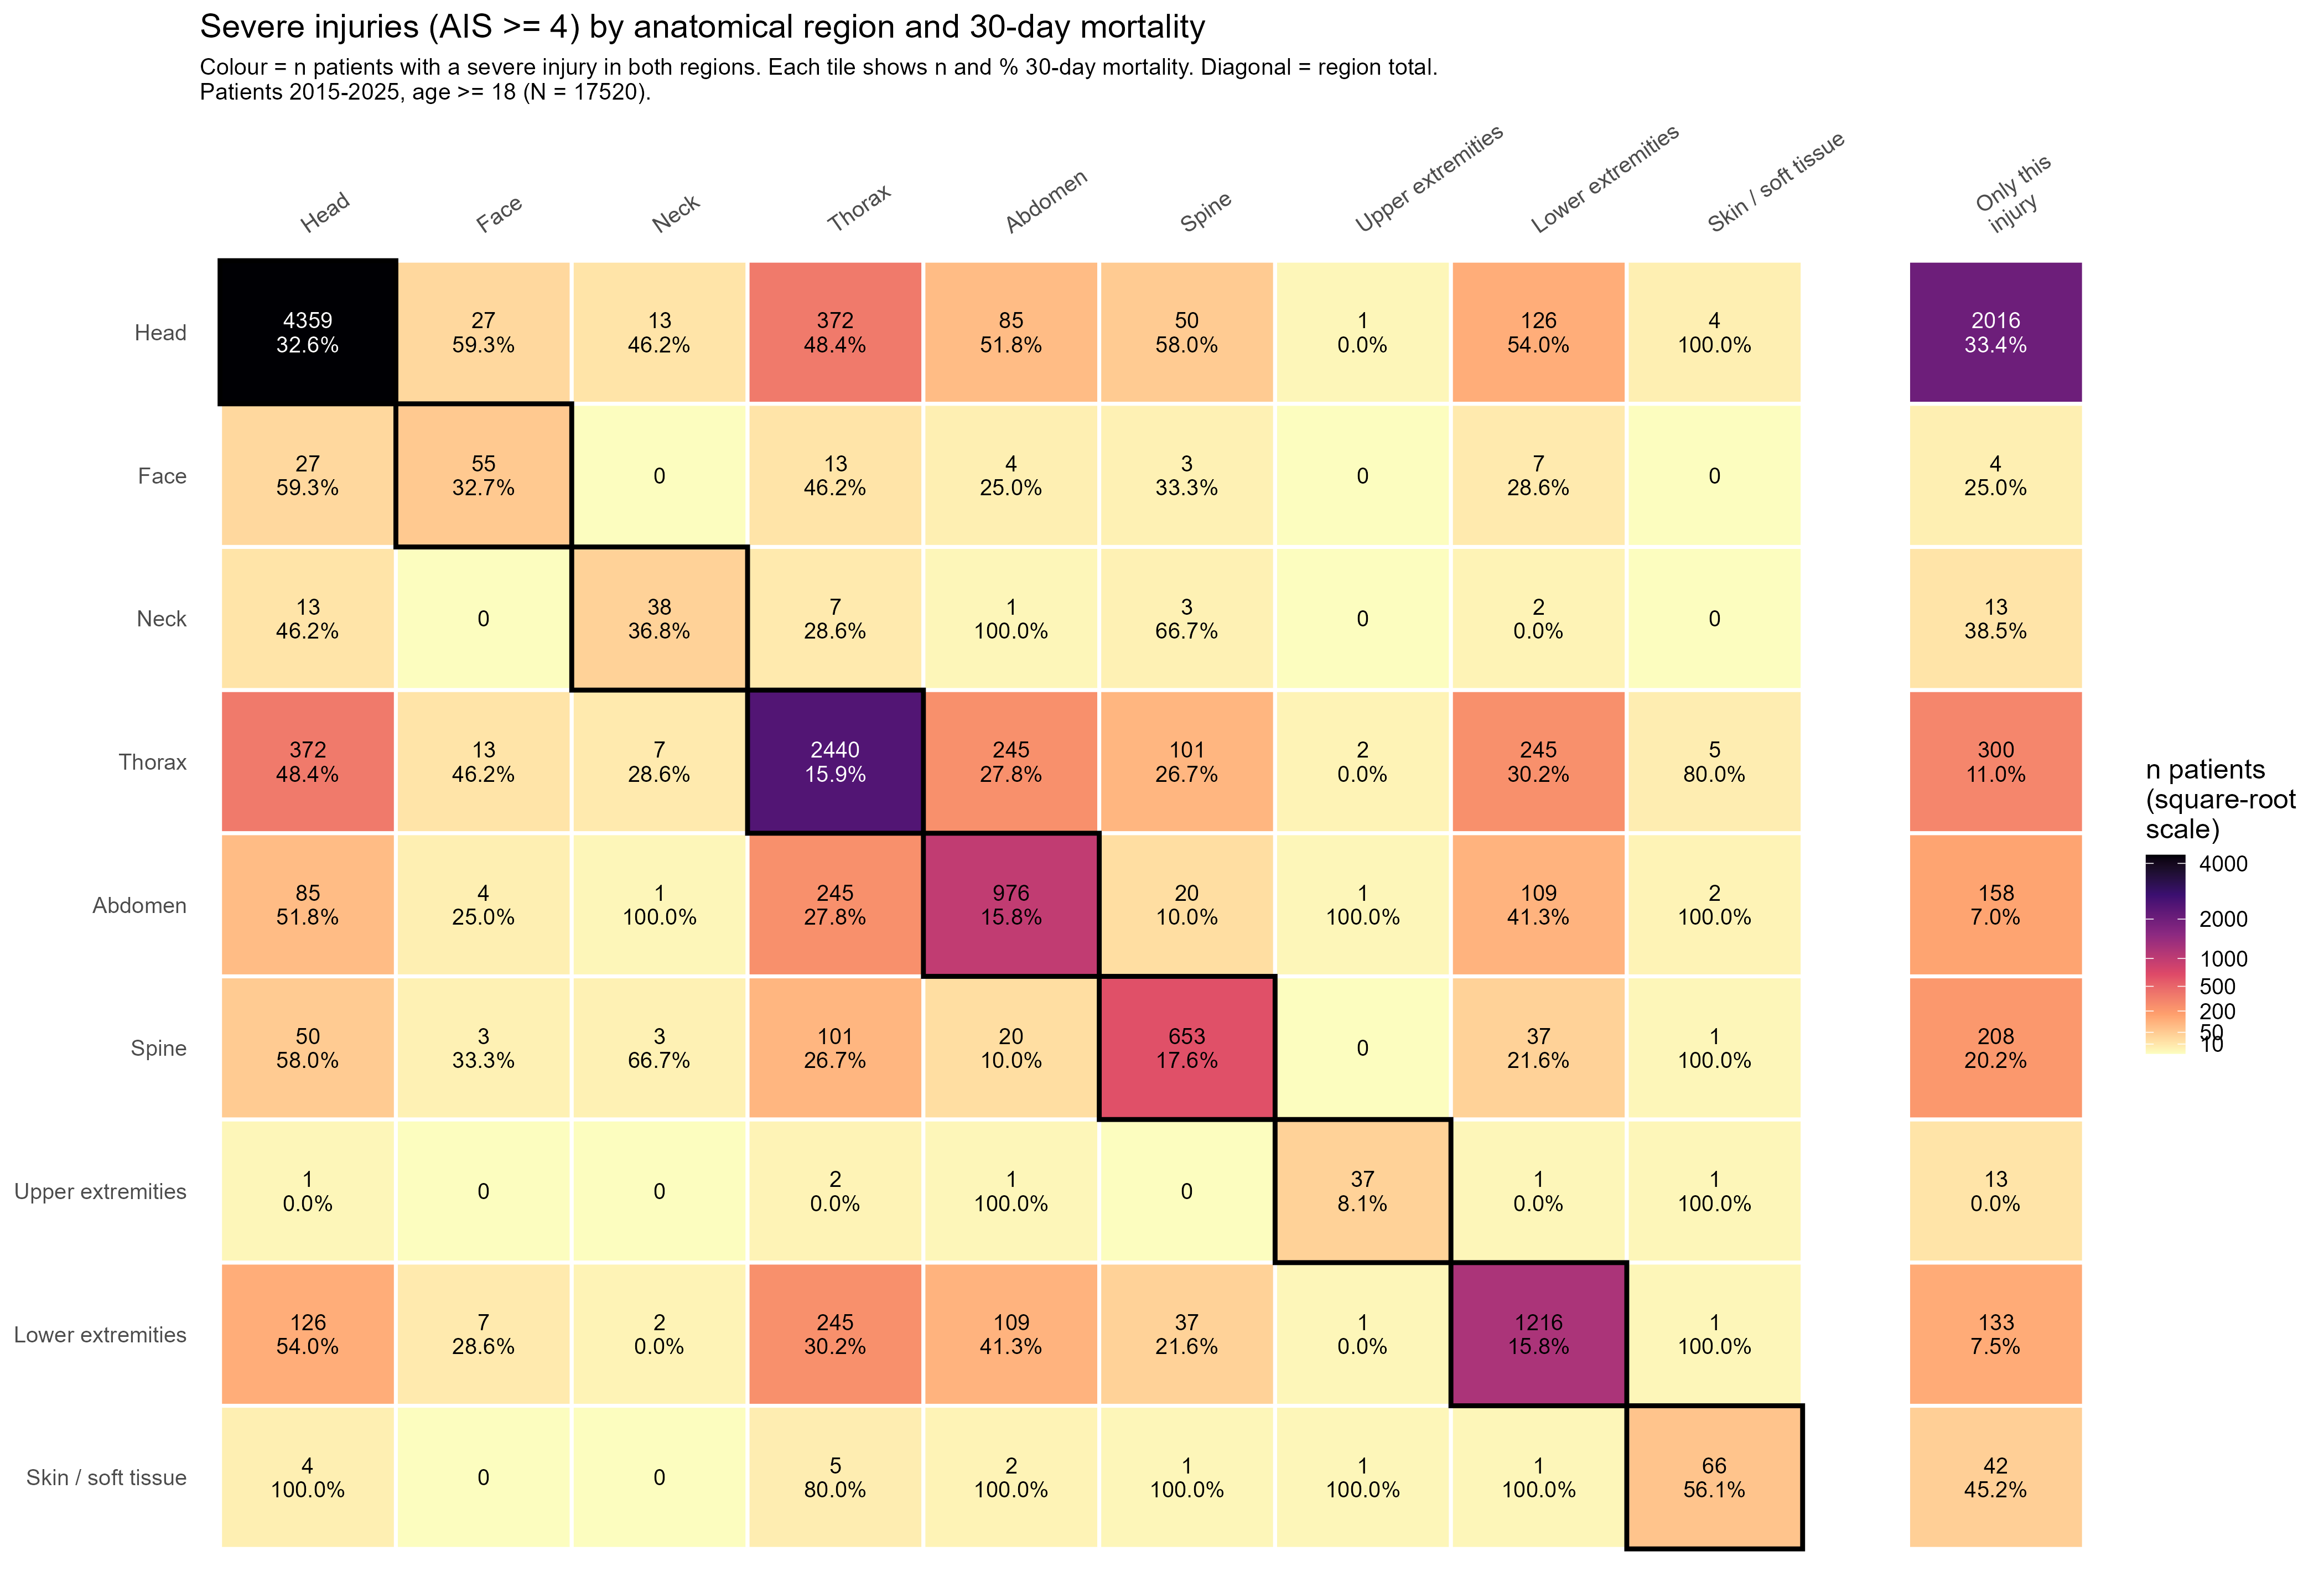 Severe injuries (AIS >= 4) by anatomical region and 30-day mortality
Colour = n patients with a severe injury in both regions. Each tile shows n and % 30-day mortality. Diagonal = region total.
Patients 2015-2025, age >= 18 (N = 17520).
Head Face Neck Thorax Abdomen Spine Upper extremities Lower extremities Skin / soft tissue Only this
injury
4359 27 13 372 85 50 1 126 4 2016
Head
32.6% 59.3% 46.2% 48.4% 51.8% 58.0% 0.0% 54.0% 100.0% 33.4%
27 55 13 4 3 7 4
Face 0 0 0
59.3% 32.7% 46.2% 25.0% 33.3% 28.6% 25.0%
13 38 7 1 3 2 13
Neck 0 0 0
46.2% 36.8% 28.6% 100.0% 66.7% 0.0% 38.5%
372 13 7 2440 245 101 2 245 5 300
Thorax
48.4% 46.2% 28.6% 15.9% 27.8% 26.7% 0.0% 30.2% 80.0% 11.0%
85 4 1 245 976 20 1 109 2 158
Abdomen
51.8% 25.0% 100.0% 27.8% 15.8% 10.0% 100.0% 41.3% 100.0% 7.0%
50 3 3 101 20 653 37 1 208
Spine 0
58.0% 33.3% 66.7% 26.7% 10.0% 17.6% 21.6% 100.0% 20.2%
1 2 1 37 1 1 13
Upper extremities 0 0 0
0.0% 0.0% 100.0% 8.1% 0.0% 100.0% 0.0%
126 7 2 245 109 37 1 1216 1 133
Lower extremities
54.0% 28.6% 0.0% 30.2% 41.3% 21.6% 0.0% 15.8% 100.0% 7.5%
4 5 2 1 1 1 66 42
Skin / soft tissue 0 0
100.0% 80.0% 100.0% 100.0% 100.0% 100.0% 56.1% 45.2%
n patients
(square-root
scale)
4000
2000
1000
500
200
50
10